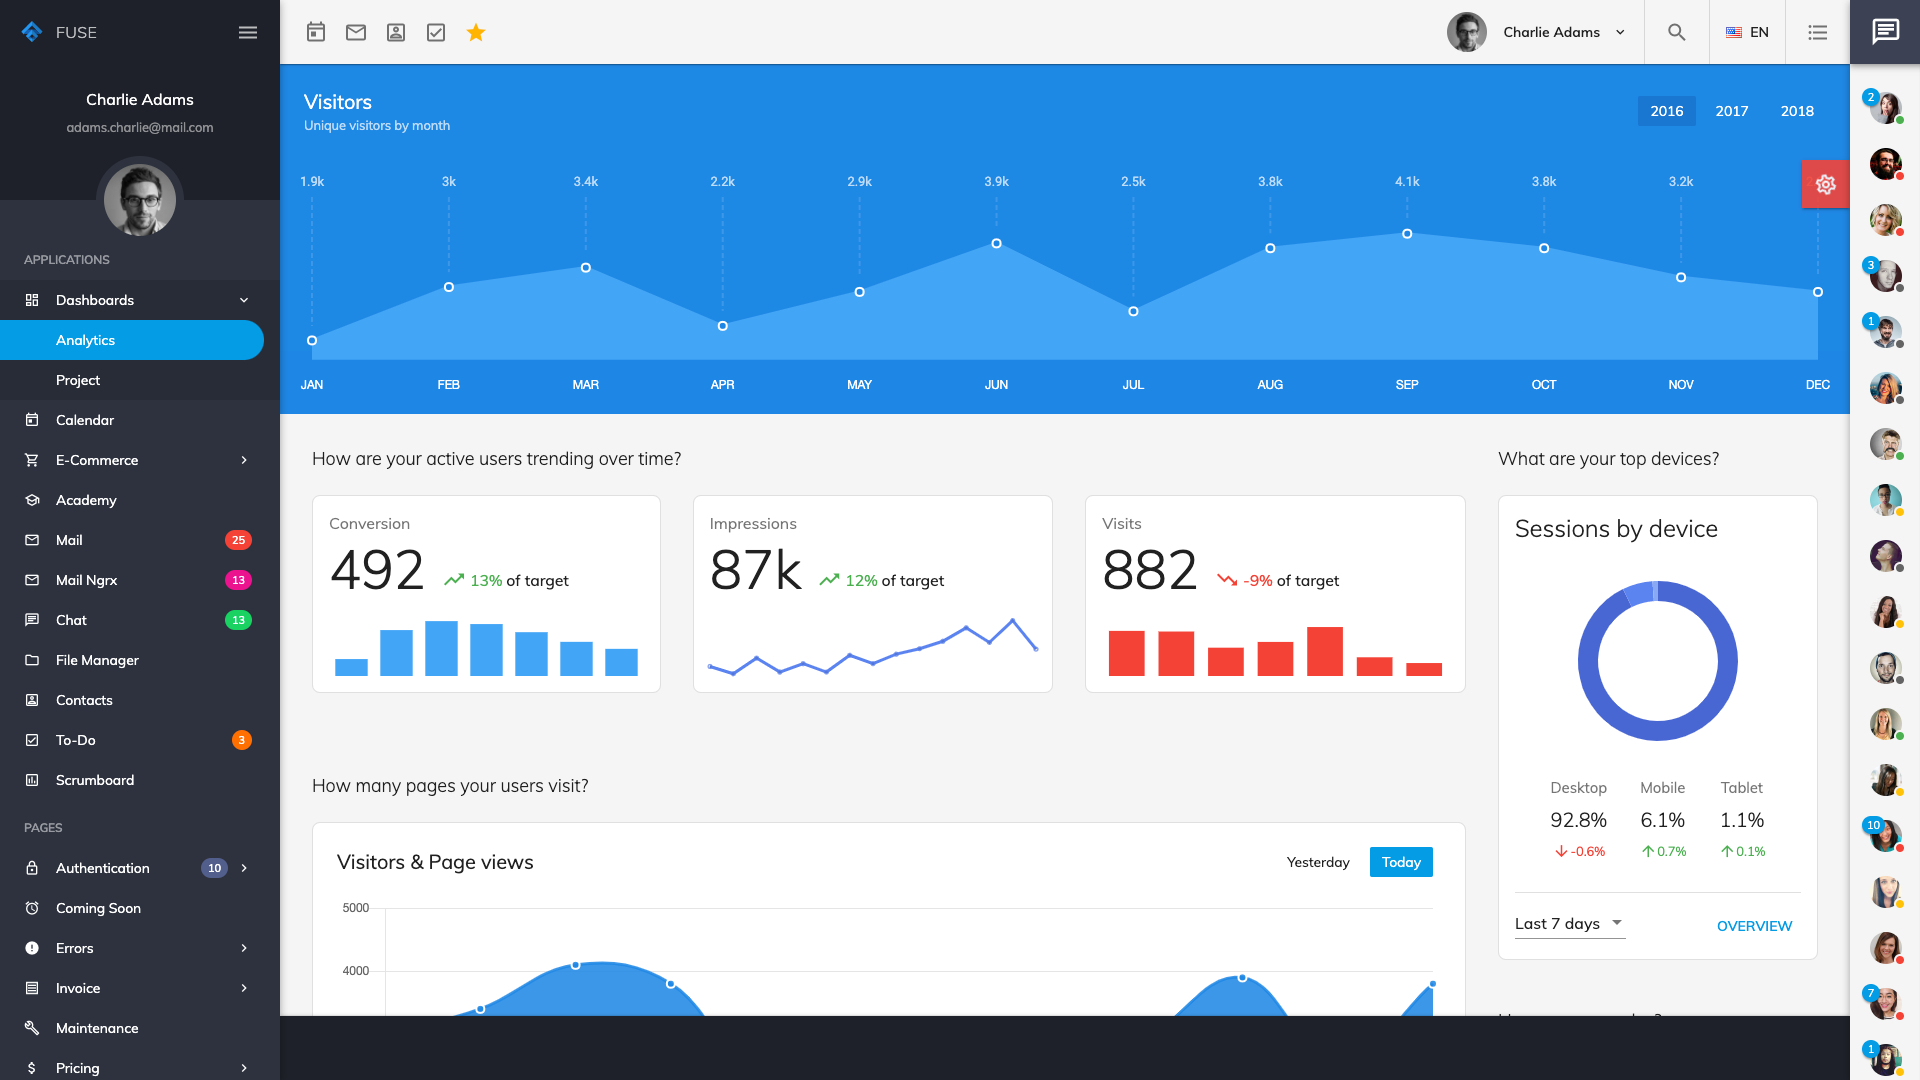 FUSE
Charlie Adams
adams.charlie@mail.com
APPLICATIONS
Dashboards
Analytics
Project
Calendar
E-Commerce
Academy
Mail 25
Mail Ngrx 13
Chat 13
File Manager
Contacts
To-Do 3
Scrumboard
PAGES
Authentication 10
Coming Soon
Errors
Invoice
Maintenance
Pricing
Charlie Adams
EN
Visitors
Unique visitors by month
2016 2017 2018
1.9k 3k 3.4k 2.2k 2.9k 3.9k 2.5k 3.8k 4.1k 3.8k 3.2k
JAN FEB MAR APR MAY JUN JUL AUG SEP OCT NOV DEC
How are your active users trending over time?
Conversion
492 13% of target
Impressions
87k 12% of target
Visits
882 -9% of target
How many pages your users visit?
Visitors & Page views
Yesterday Today
5000
4000
What are your top devices?
Sessions by device
Desktop Mobile Tablet
92.8% 6.1% 1.1%
-0.6% 0.7% 0.1%
Last 7 days OVERVIEW
2
3
1
10
7
1